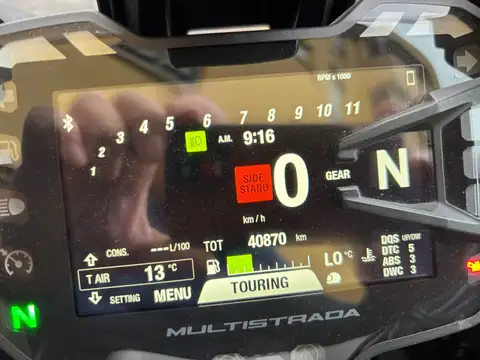 RPM x 1000
1 2 3 4 5 6 7 8 9 10 11
A.M. 9:16
SIDE STAND
0
GEAR N
km / h
CONS. ---L/100
TOT 40870 km
T AIR 13 °C
LO °C
DQS UP/DW
DTC 5
ABS 3
DWC 3
SETTING MENU
TOURING
N
MULTISTRADA